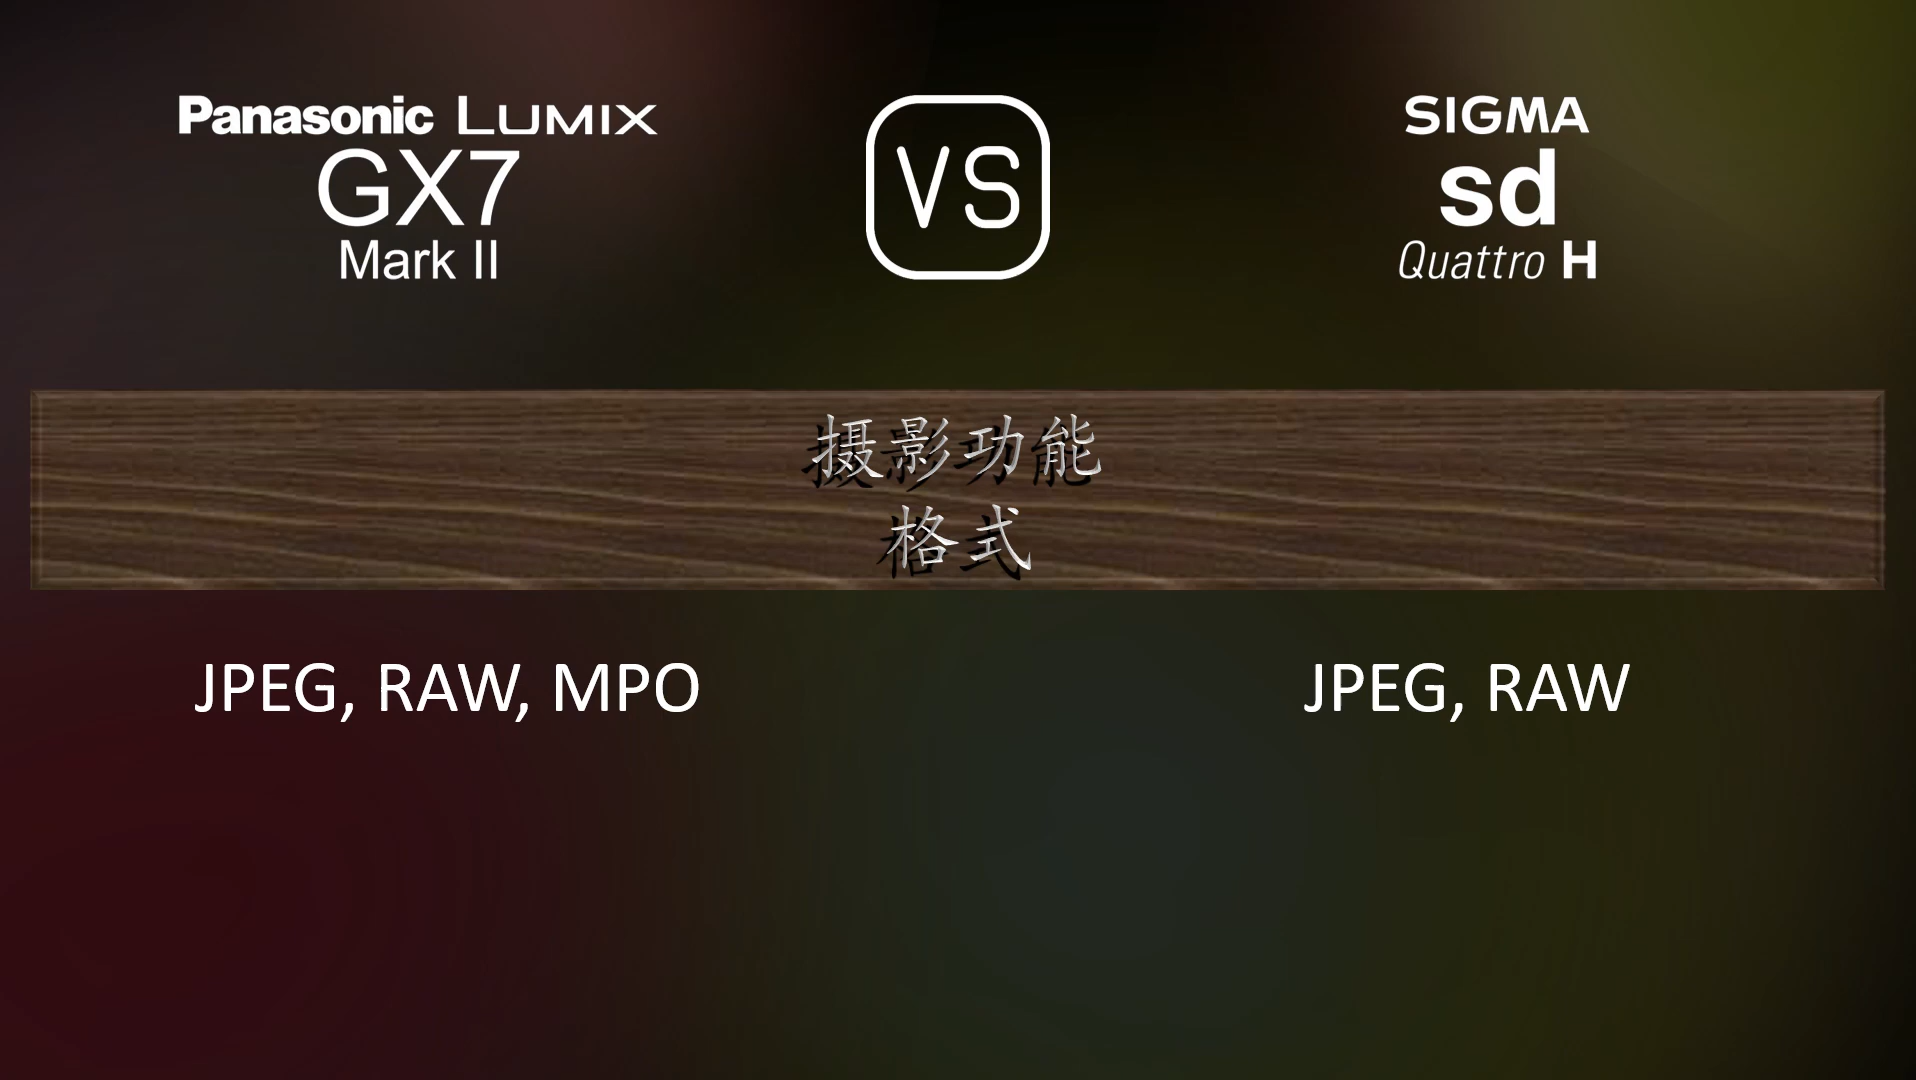 Panasonic LUMIX
GX7
Mark II
VS
SIGMA
sd
Quattro H
摄影功能
格式
JPEG, RAW, MPO
JPEG, RAW